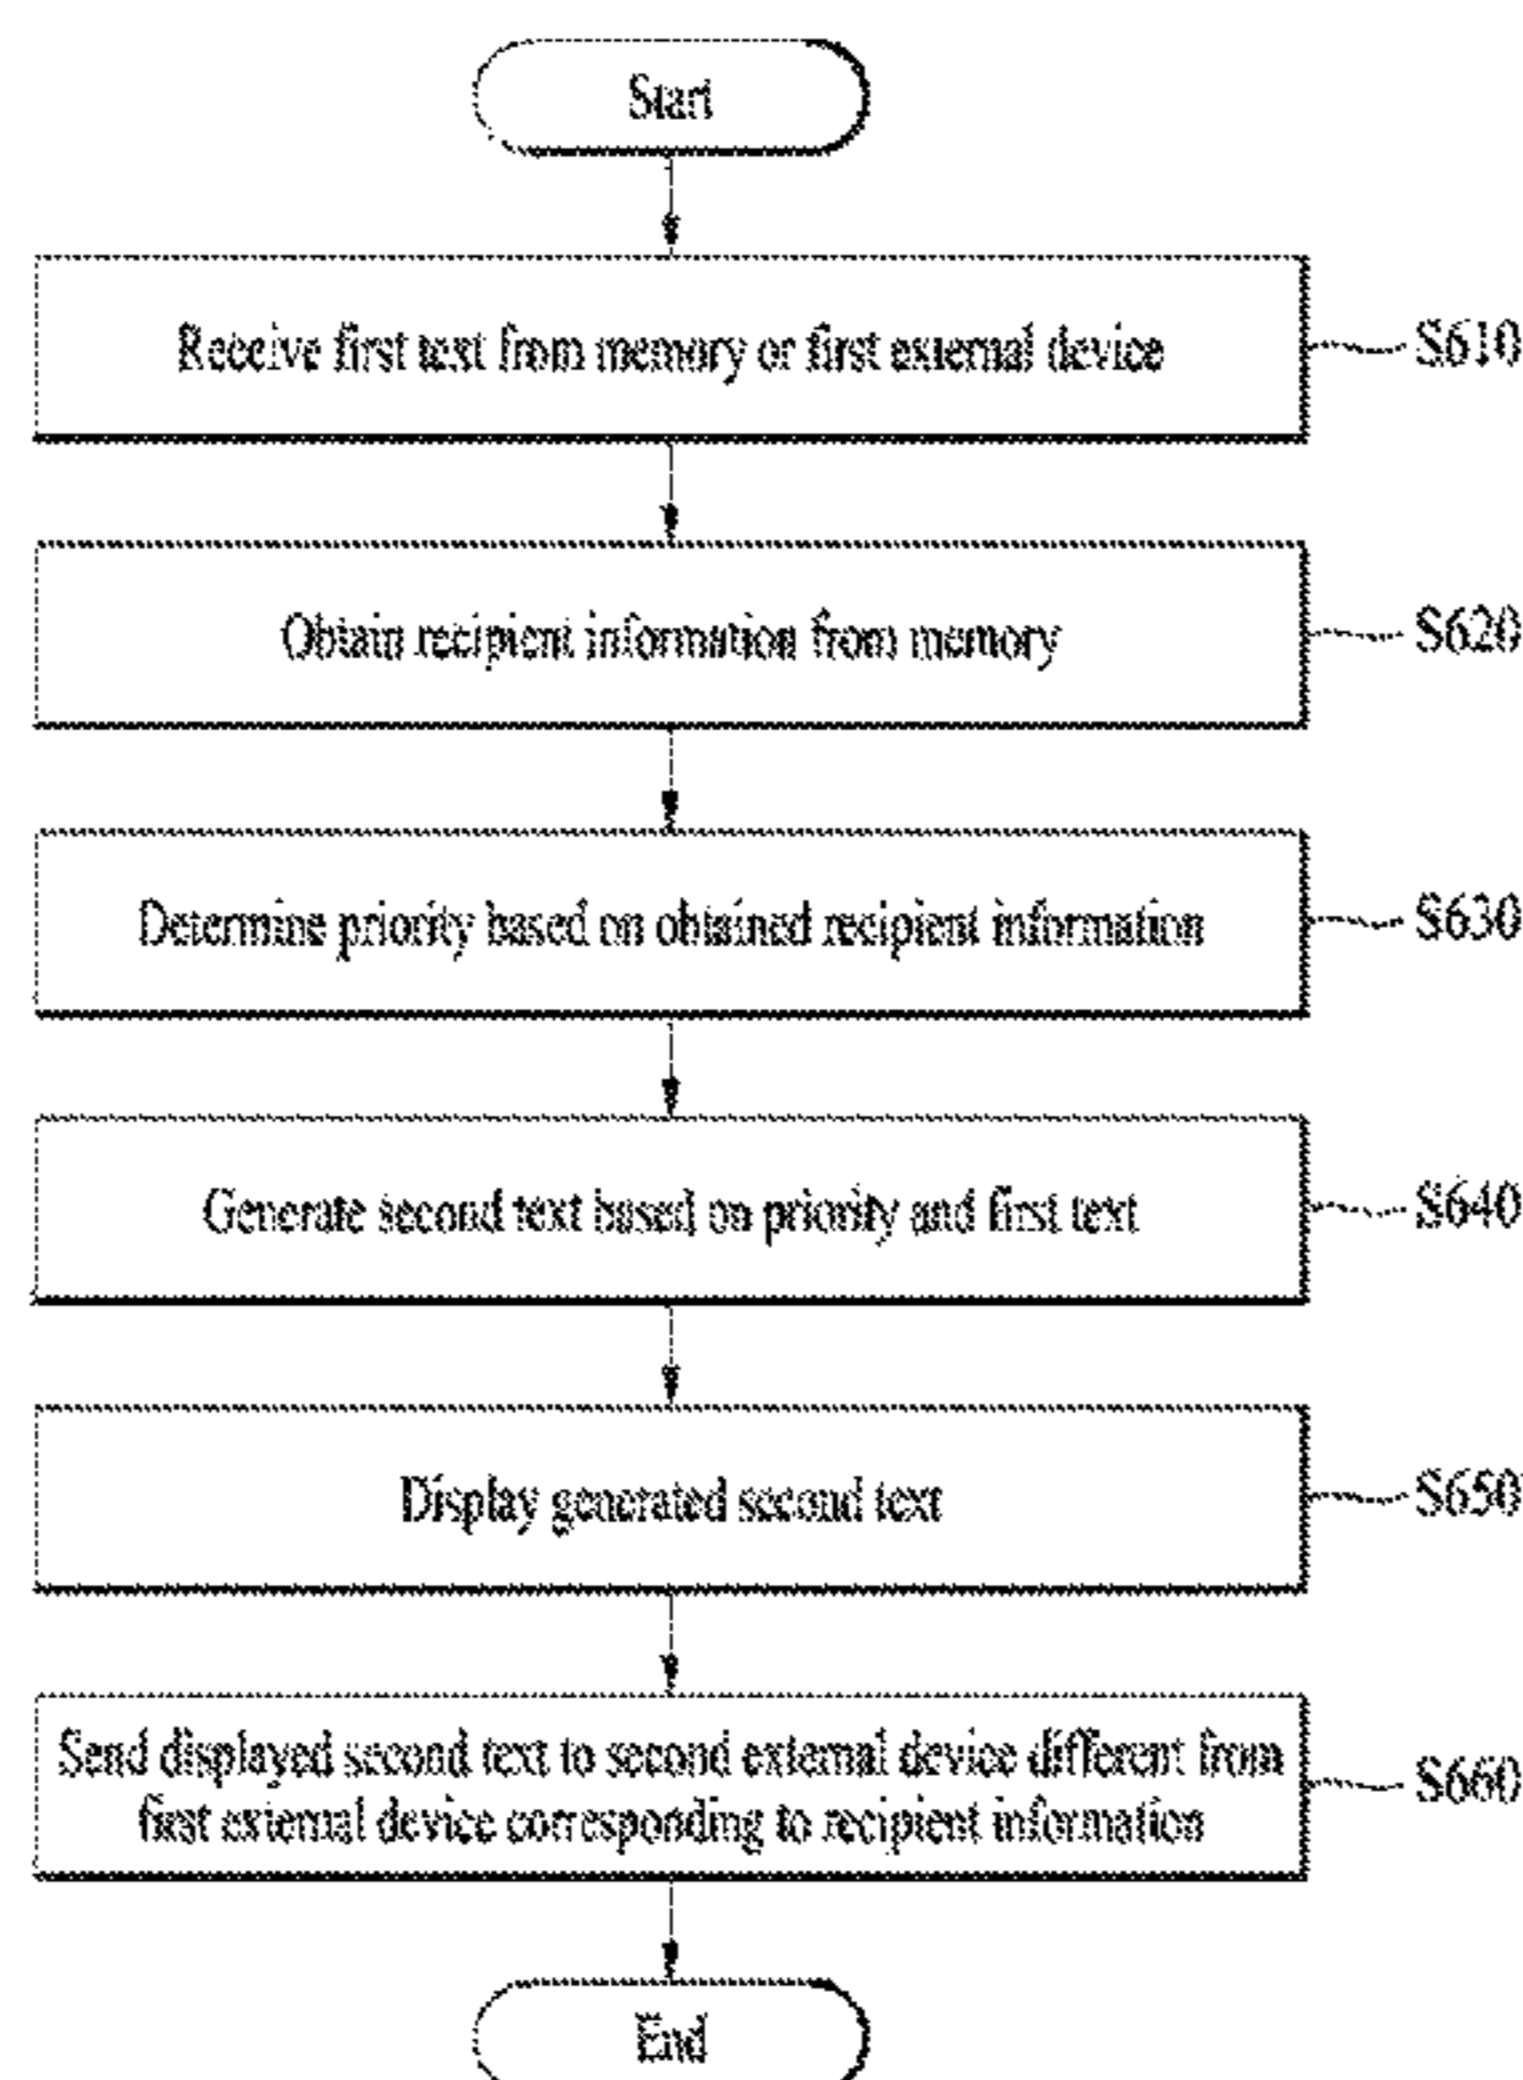 Start
Receive first text from memory or first external device
S610
Obtain recipient information from memory
S620
Determine priority based on obtained recipient information
S630
Generate second text based on priority and first text
S640
Display generated second text
S650
Send displayed second text to second external device different from
first external device corresponding to recipient information
S660
End